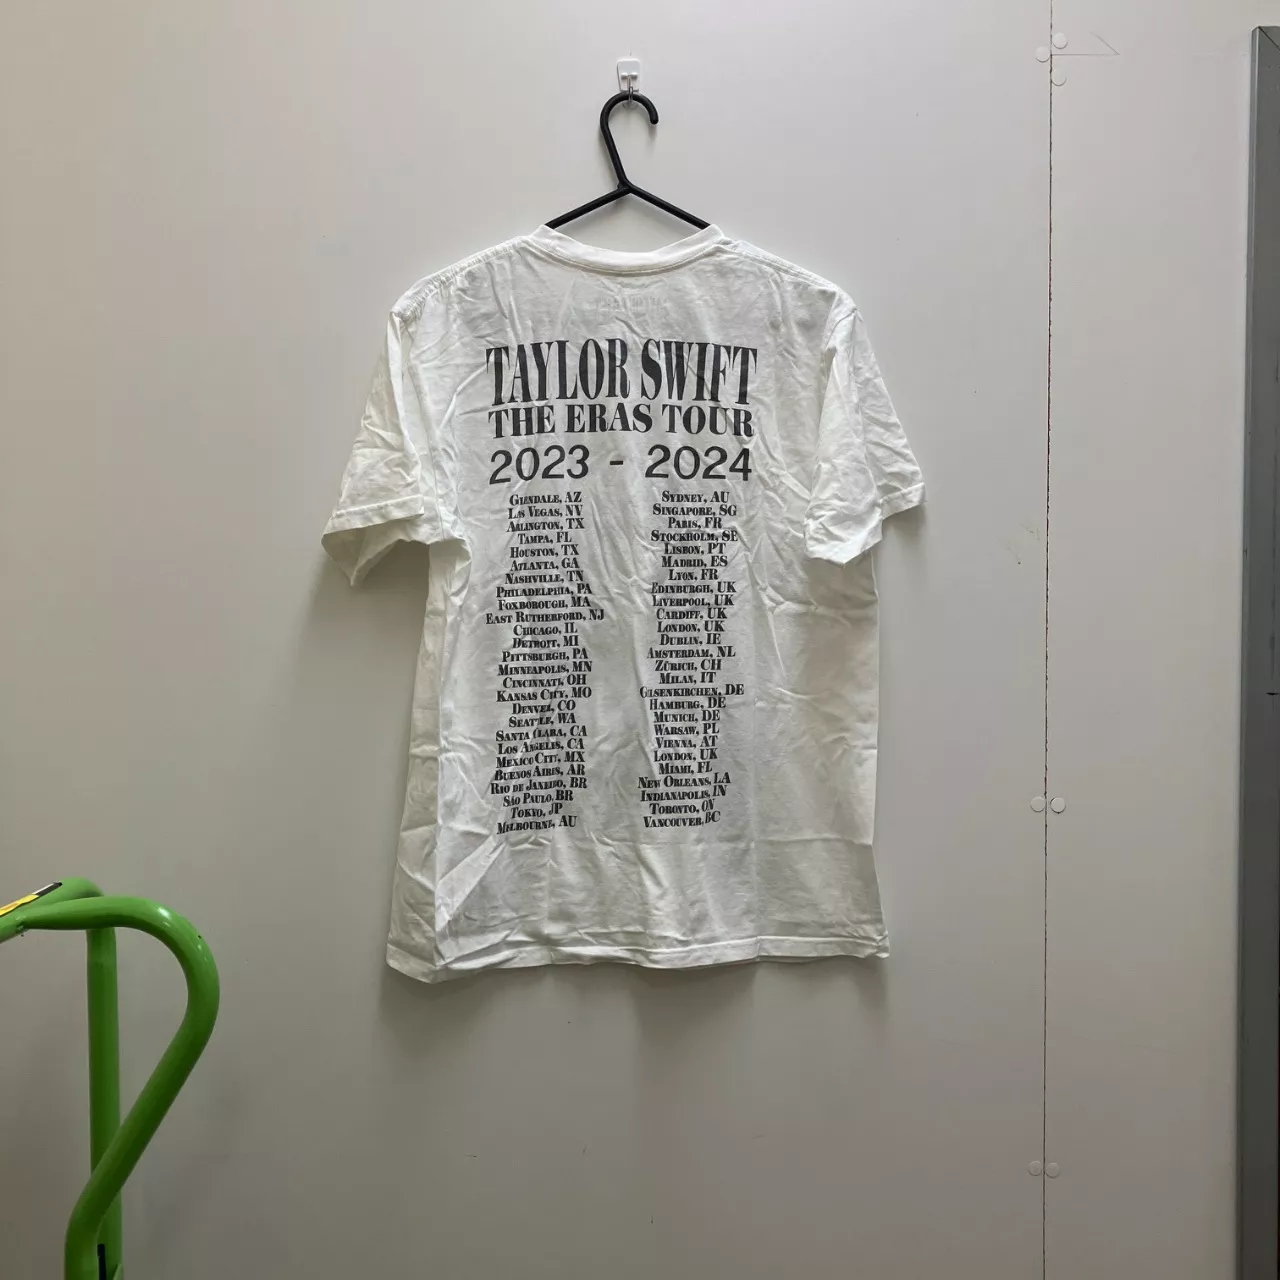 TAYLOR SWIFT
THE ERAS TOUR
2023 - 2024
GLENDALE, AZ
LAS VEGAS, NV
ARLINGTON, TX
TAMPA, FL
HOUSTON, TX
ATLANTA, GA
NASHVILLE, TN
PHILADELPHIA, PA
FOXBOROUGH, MA
EAST RUTHERFORD, NJ
CHICAGO, IL
DETROIT, MI
PITTSBURGH, PA
MINNEAPOLIS, MN
CINCINNATI, OH
KANSAS CITY, MO
DENVER, CO
SEATTLE, WA
SANTA CLARA, CA
LOS ANGELES, CA
MEXICO CITY, MX
BUENOS AIRES, AR
RIO DE JANEIRO, BR
SÃO PAULO, BR
TOKYO, JP
MELBOURNE, AU
SYDNEY, AU
SINGAPORE, SG
PARIS, FR
STOCKHOLM, SE
LISBON, PT
MADRID, ES
LYON, FR
EDINBURGH, UK
LIVERPOOL, UK
CARDIFF, UK
LONDON, UK
DUBLIN, IE
AMSTERDAM, NL
ZÜRICH, CH
MILAN, IT
GELSENKIRCHEN, DE
HAMBURG, DE
MUNICH, DE
WARSAW, PL
VIENNA, AT
LONDON, UK
MIAMI, FL
NEW ORLEANS, LA
INDIANAPOLIS, IN
TORONTO, ON
VANCOUVER, BC